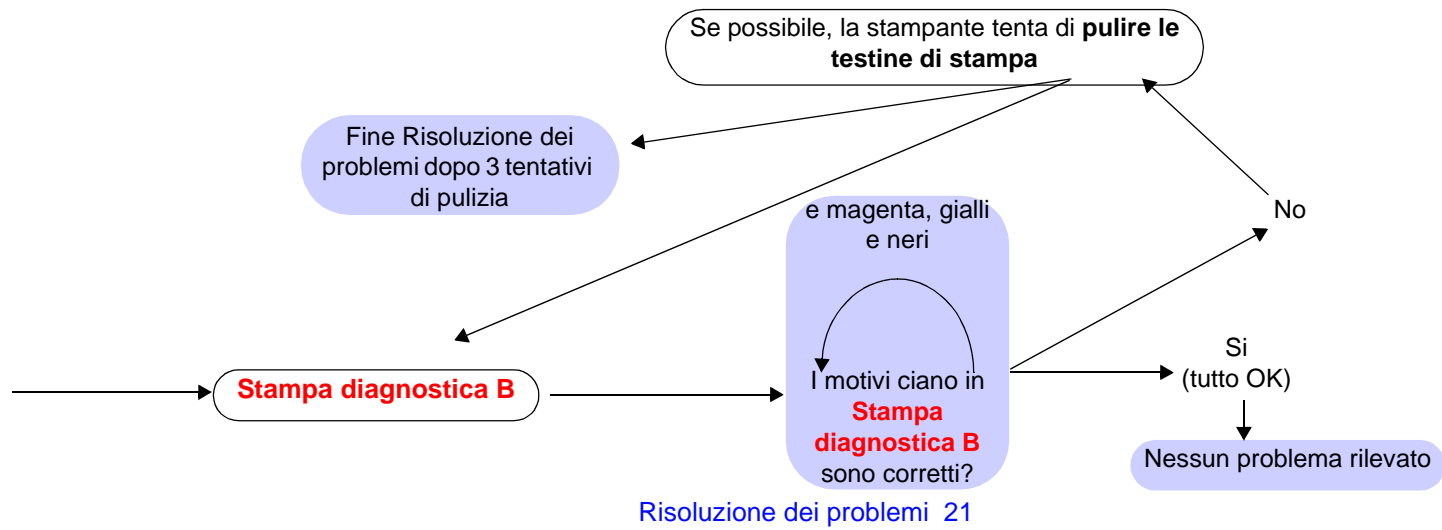 Se possibile, la stampante tenta di pulire le
testine di stampa
Fine Risoluzione dei
problemi dopo 3 tentativi
di pulizia
e magenta, gialli
e neri
No
Stampa diagnostica B
I motivi ciano in
Stampa
diagnostica B
sono corretti?
Si
(tutto OK)
Nessun problema rilevato
Risoluzione dei problemi 21